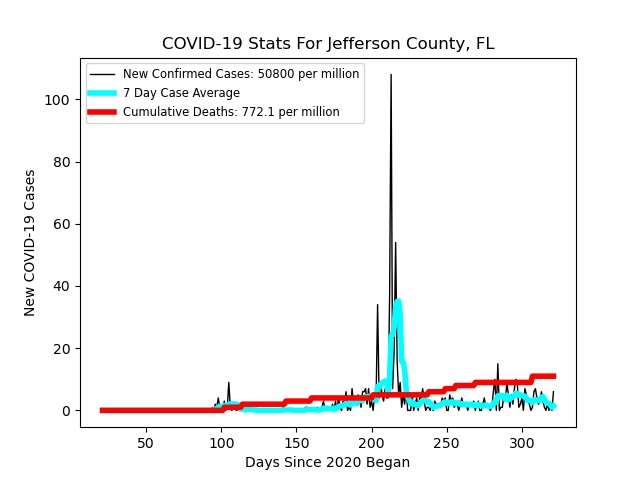 COVID-19 Stats For Jefferson County, FL
New Confirmed Cases: 50800 per million
7 Day Case Average
Cumulative Deaths: 772.1 per million
New COVID-19 Cases
100
80
60
40
20
0
50 100 150 200 250 300
Days Since 2020 Began